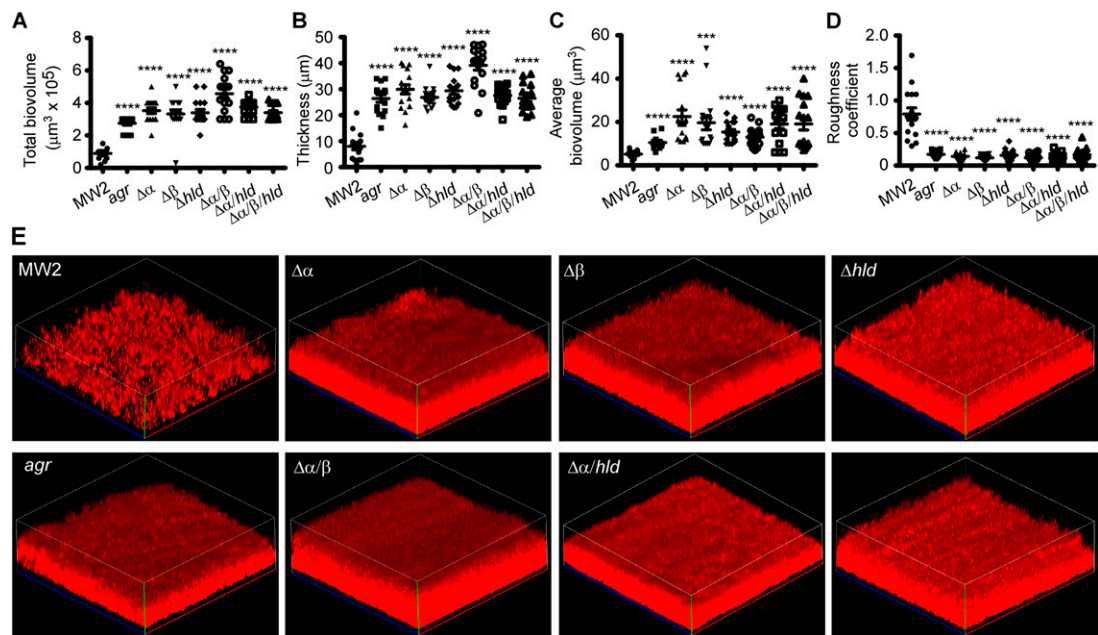 A
Total biovolume
(μm³ x 10⁵)
8
6
4
2
0
****
****
****
****
****
****
****
MW2
agr
Δα
Δβ
Δhld
Δα/β
Δα/hld
Δα/β/hld
B
Thickness (μm)
60
50
40
30
20
10
0
****
****
****
****
****
****
****
MW2
agr
Δα
Δβ
Δhld
Δα/β
Δα/hld
Δα/β/hld
C
Average
biovolume (μm³)
60
40
20
0
****
****
***
****
****
****
****
MW2
agr
Δα
Δβ
Δhld
Δα/β
Δα/hld
Δα/β/hld
D
Roughness
coefficient
2.0
1.5
1.0
0.5
0
****
****
****
****
****
****
****
MW2
agr
Δα
Δβ
Δhld
Δα/β
Δα/hld
Δα/β/hld
E
MW2
Δα
Δβ
Δhld
agr
Δα/β
Δα/hld